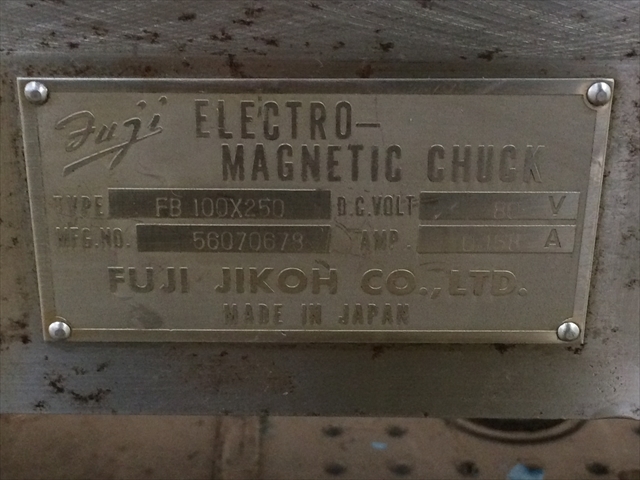 Fuji ELECTRO-
MAGNETIC CHUCK
TYPE FB 100X250 D.C.VOLT V
MFG.NO. 56070678 AMP. A
FUJI JIKOH CO.,LTD.
MADE IN JAPAN